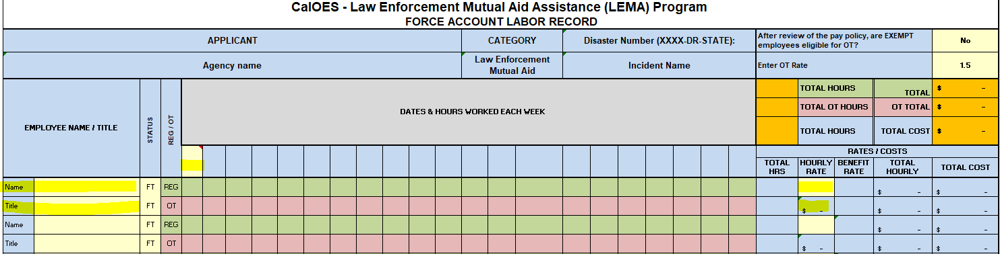 CalOES - Law Enforcement Mutual Aid Assistance (LEMA) Program
FORCE ACCOUNT LABOR RECORD
APPLICANT
CATEGORY
Disaster Number (XXXX-DR-STATE):
After review of the pay policy, are EXEMPT
employees eligible for OT?
No
Agency name
Law Enforcement
Mutual Aid
Incident Name
Enter OT Rate
1.5
EMPLOYEE NAME / TITLE
STATUS
REG / OT
DATES & HOURS WORKED EACH WEEK
TOTAL HOURS
TOTAL
$ -
TOTAL OT HOURS
OT TOTAL
$ -
TOTAL HOURS
TOTAL COST
$ -
RATES / COSTS
TOTAL
HRS
HOURLY
RATE
BENEFIT
RATE
TOTAL
HOURLY
TOTAL COST
Name FT REG $ - $ -
Title FT OT $ - $ - $ -
Name FT REG $ - $ -
Title FT OT $ - $ - $ -